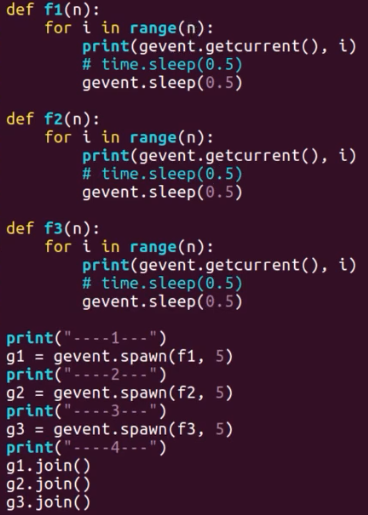 def f1(n):
    for i in range(n):
        print(gevent.getcurrent(), i)
        # time.sleep(0.5)
        gevent.sleep(0.5)

def f2(n):
    for i in range(n):
        print(gevent.getcurrent(), i)
        # time.sleep(0.5)
        gevent.sleep(0.5)

def f3(n):
    for i in range(n):
        print(gevent.getcurrent(), i)
        # time.sleep(0.5)
        gevent.sleep(0.5)

print("----1---")
g1 = gevent.spawn(f1, 5)
print("----2---")
g2 = gevent.spawn(f2, 5)
print("----3---")
g3 = gevent.spawn(f3, 5)
print("----4---")
g1.join()
g2.join()
g3.join()